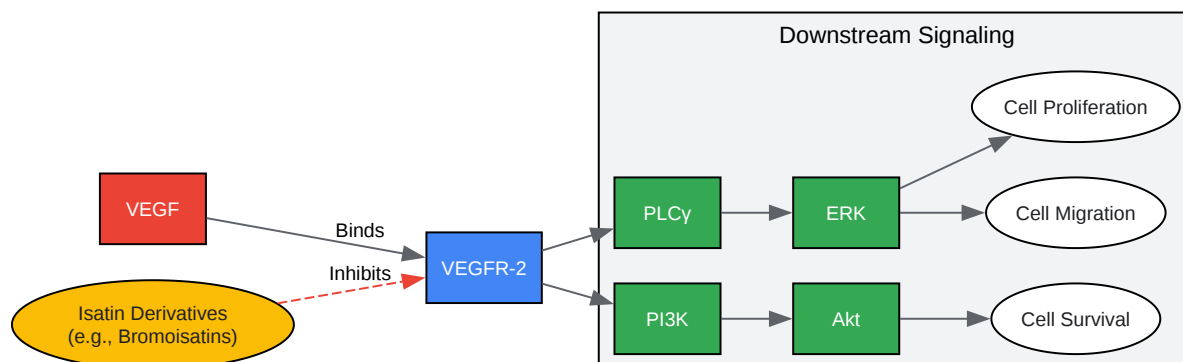 Downstream Signaling
Cell Proliferation
VEGF
PLCγ
ERK
Cell Migration
Binds
VEGFR-2
Inhibits
Isatin Derivatives
(e.g., Bromoisatins)
PI3K
Akt
Cell Survival